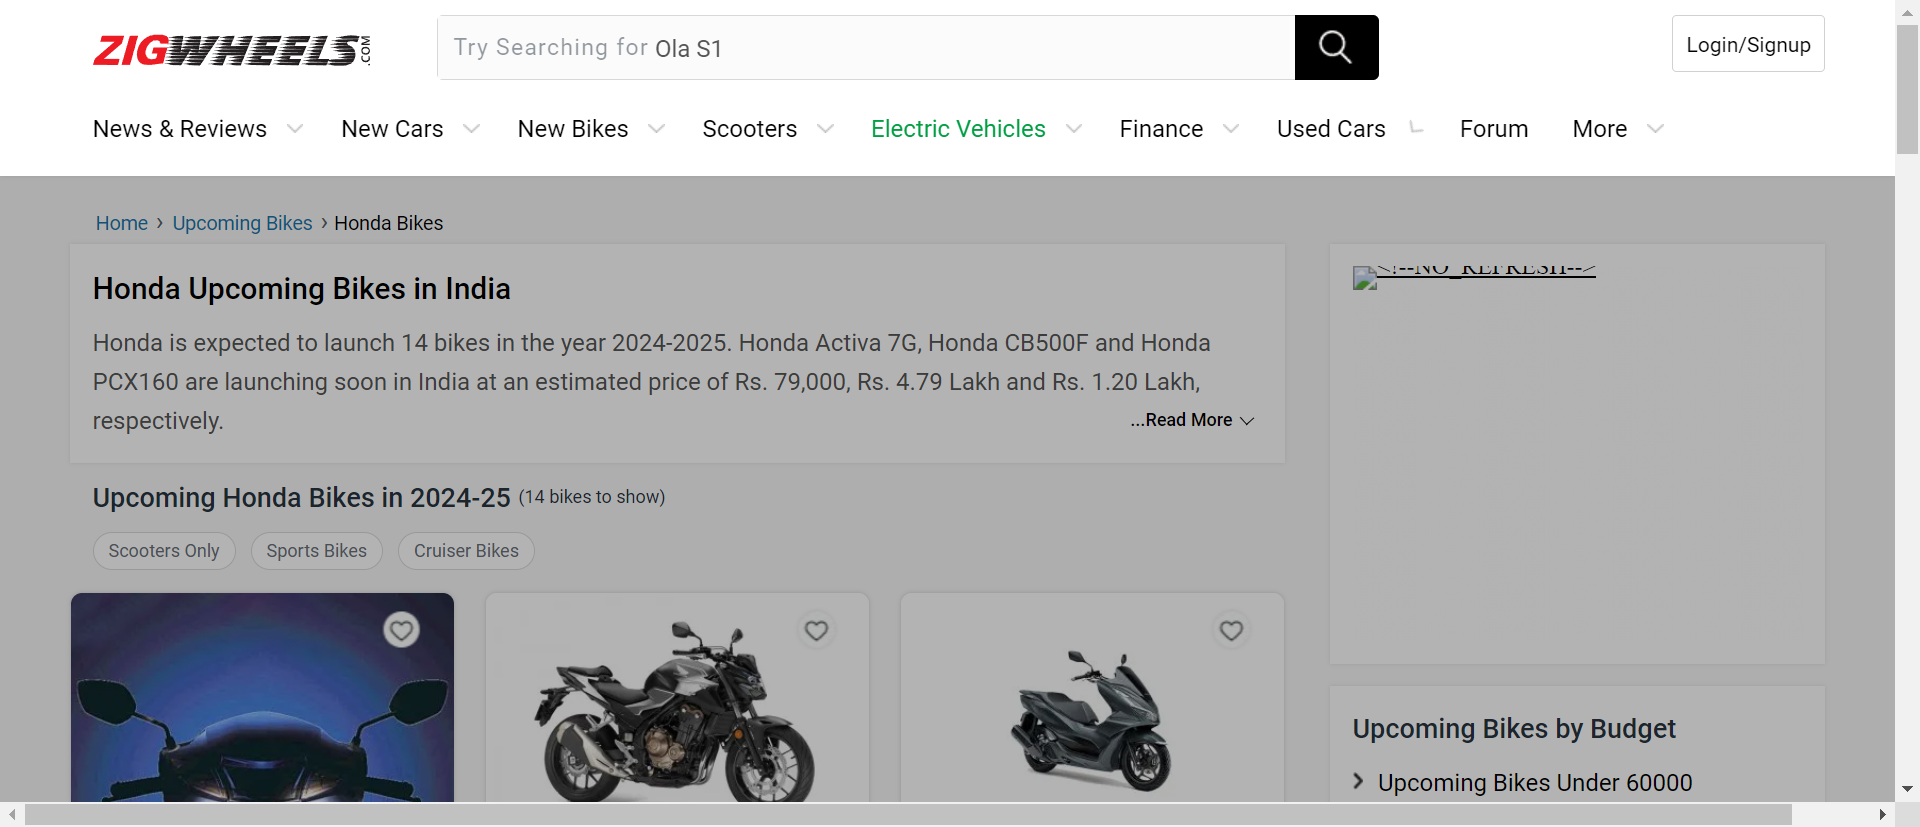 ZIGWHEELS.COM
Try Searching for Ola S1
Login/Signup
News & Reviews
New Cars
New Bikes
Scooters
Electric Vehicles
Finance
Used Cars
Forum
More
Home › Upcoming Bikes › Honda Bikes
Honda Upcoming Bikes in India
Honda is expected to launch 14 bikes in the year 2024-2025. Honda Activa 7G, Honda CB500F and Honda
PCX160 are launching soon in India at an estimated price of Rs. 79,000, Rs. 4.79 Lakh and Rs. 1.20 Lakh,
respectively.
...Read More
Upcoming Honda Bikes in 2024-25 (14 bikes to show)
Scooters Only
Sports Bikes
Cruiser Bikes
<!--NO_REFRESH-->
Upcoming Bikes by Budget
Upcoming Bikes Under 60000